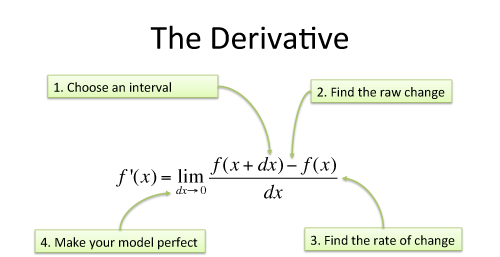 The Derivative
1. Choose an interval
2. Find the raw change
f'(x) = lim dx→0 f(x + dx) − f(x) / dx
4. Make your model perfect
3. Find the rate of change